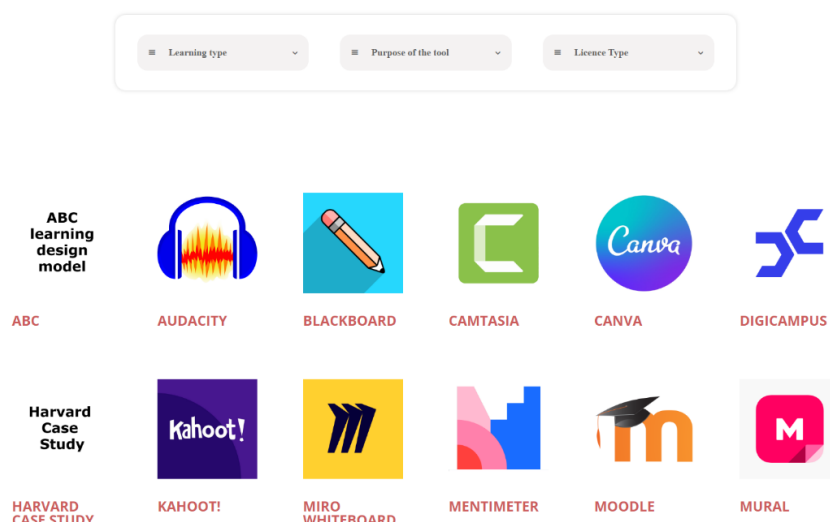 Learning type
Purpose of the tool
Licence Type
ABC
learning
design
model
Canva
ABC
AUDACITY
BLACKBOARD
CAMTASIA
CANVA
DIGICAMPUS
Harvard
Case
Study
Kahoot!
m
M
HARVARD
CASE STUDY
KAHOOT!
MIRO
WHITEBOARD
MENTIMETER
MOODLE
MURAL